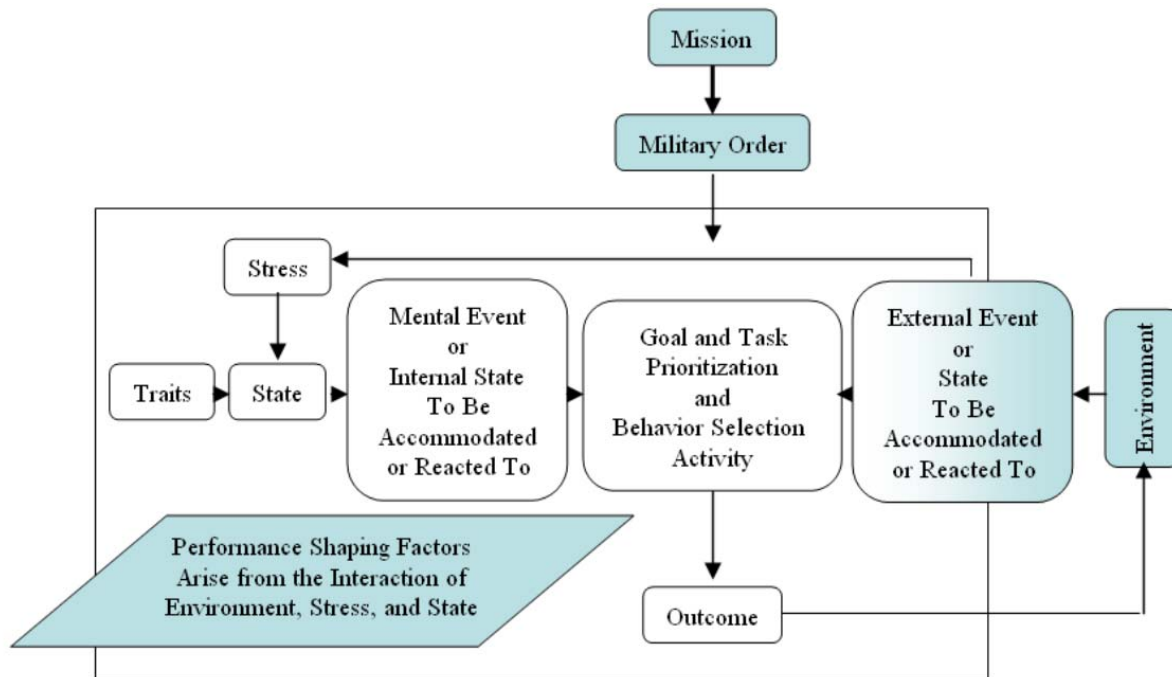 Mission
Military Order
Stress
Mental Event
or
Internal State
To Be
Accommodated
or Reacted To
Goal and Task
Prioritization
and
Behavior Selection
Activity
External Event
or
State
To Be
Accommodated
or Reacted To
Environment
Traits
State
Performance Shaping Factors
Arise from the Interaction of
Environment, Stress, and State
Outcome